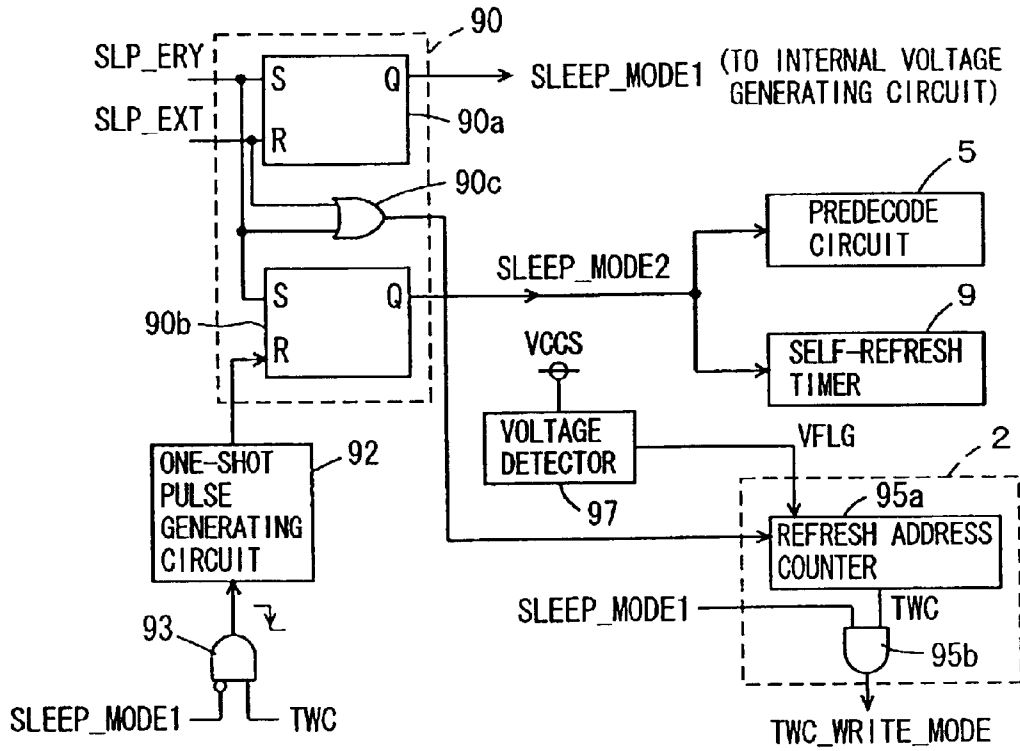 90
SLP_ERY
S
Q
SLEEP_MODE1
(TO INTERNAL VOLTAGE
GENERATING CIRCUIT)
SLP_EXT
R
90a
90c
5
PREDECODE
CIRCUIT
SLEEP_MODE2
S
Q
90b
R
9
SELF-REFRESH
TIMER
VCCS
VOLTAGE
DETECTOR
97
VFLG
2
ONE-SHOT
PULSE
GENERATING
CIRCUIT
92
95a
REFRESH ADDRESS
COUNTER
SLEEP_MODE1
TWC
93
95b
SLEEP_MODE1
TWC
TWC_WRITE_MODE